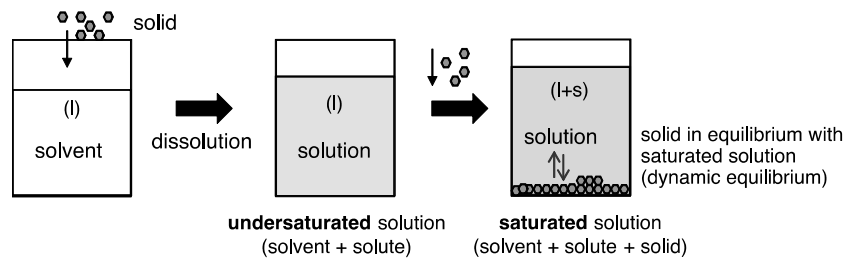 solid
(l)
solvent
dissolution
(l)
solution
undersaturated solution
(solvent + solute)
(l+s)
solution
saturated solution
(solvent + solute + solid)
solid in equilibrium with
saturated solution
(dynamic equilibrium)